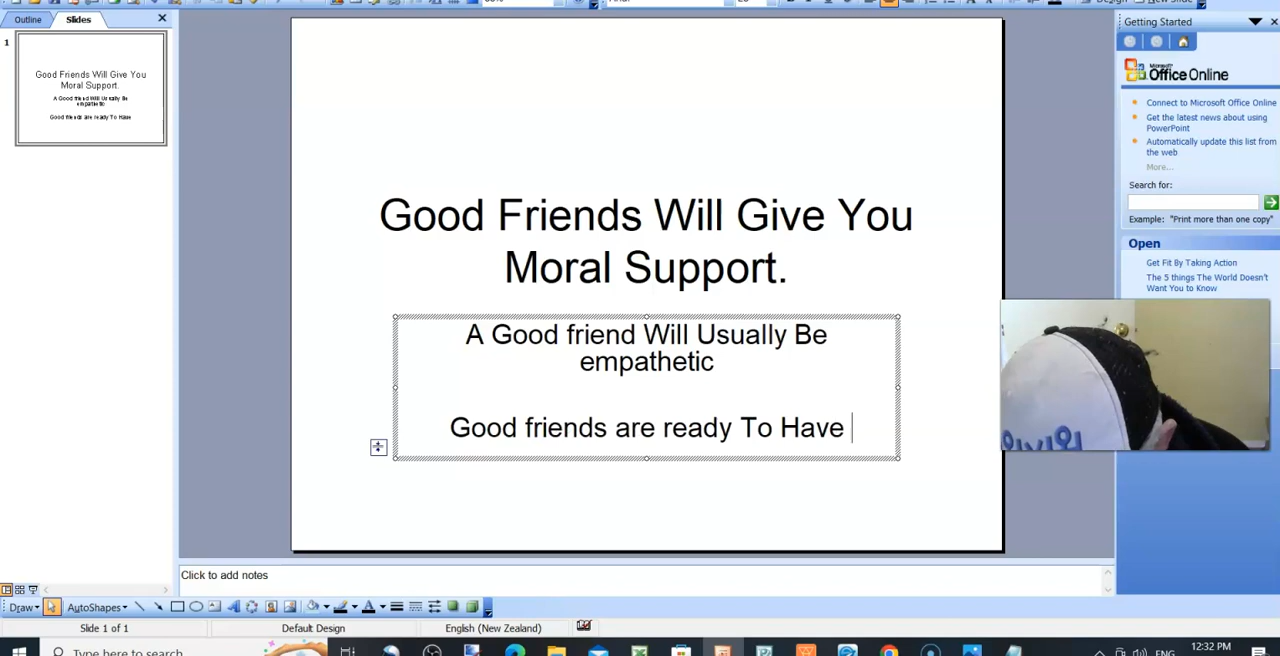 Outline Slides
Getting Started
1
Good Friends Will Give You
Moral Support.
A Good friend Will Usually Be
empathetic
Good friends are ready To Have
Good Friends Will Give You
Moral Support.
A Good friend Will Usually Be
empathetic
Good friends are ready To Have
Microsoft
Office Online
Connect to Microsoft Office Online
Get the latest news about using
PowerPoint
Automatically update this list from
the web
More...
Search for:
Example: "Print more than one copy"
Open
Get Fit By Taking Action
The 5 things The World Doesn't
Want You to Know
Click to add notes
Draw AutoShapes
Slide 1 of 1 Default Design English (New Zealand)
Type here to search
ENG 12:32 PM